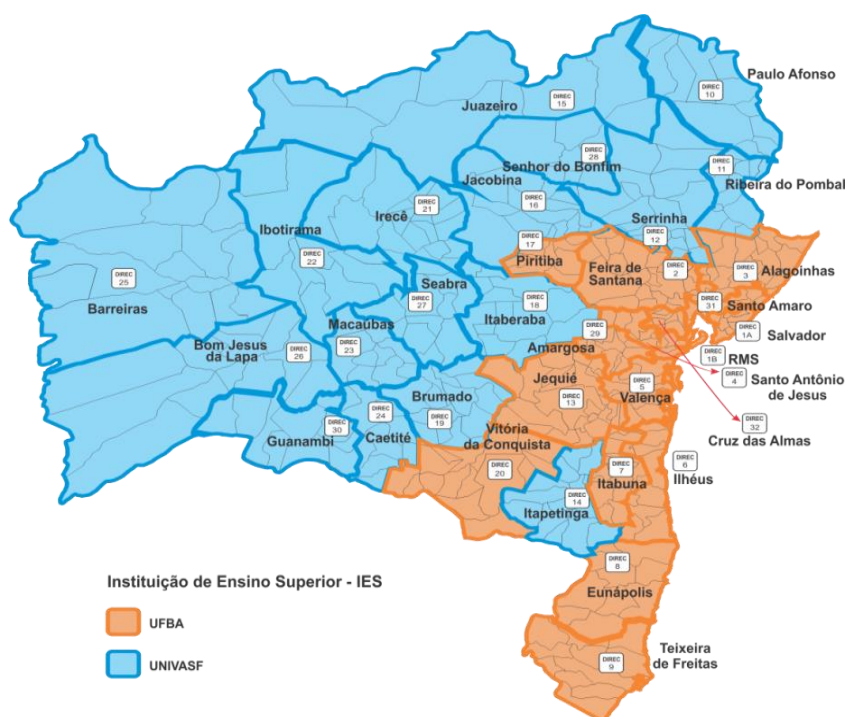 Paulo Afonso
DIREC
10
Juazeiro
DIREC
15
DIREC
28
Senhor do Bonfim
DIREC
11
Ribeira do Pombal
Jacobina
DIREC
16
Irecê
DIREC
21
Ibotirama
DIREC
22
Serrinha
DIREC
12
DIREC
17
Piritiba
Feira de
Santana
DIREC
2
DIREC
3
Alagoinhas
DIREC
25
Barreiras
Seabra
DIREC
27
DIREC
18
Itaberaba
DIREC
31
Santo Amaro
DIREC
1A
Salvador
Macaúbas
DIREC
23
DIREC
29
Amargosa
Bom Jesus
da Lapa
DIREC
26
DIREC
1B
RMS
DIREC
4
Santo Antônio
de Jesus
Jequié
DIREC
13
DIREC
5
Valença
Brumado
DIREC
19
DIREC
24
Caetité
DIREC
30
Guanambi
DIREC
32
Cruz das Almas
Vitória
da Conquista
DIREC
20
DIREC
7
Itabuna
DIREC
6
Ilhéus
DIREC
14
Itapetinga
DIREC
8
Eunápolis
Teixeira
de Freitas
DIREC
9
Instituição de Ensino Superior - IES
UFBA
UNIVASF